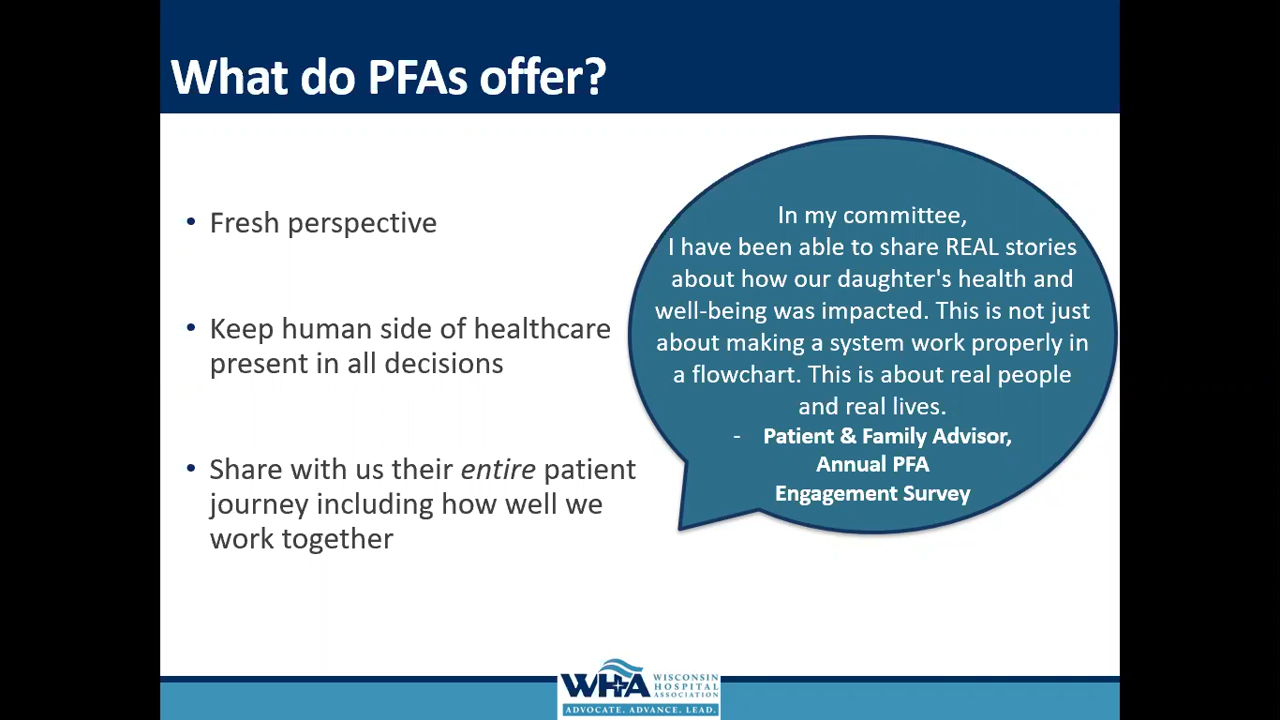 What do PFAs offer?
• Fresh perspective
• Keep human side of healthcare
present in all decisions
• Share with us their entire patient
journey including how well we
work together
In my committee,
I have been able to share REAL stories
about how our daughter's health and
well-being was impacted. This is not just
about making a system work properly in
a flowchart. This is about real people
and real lives.
- Patient & Family Advisor,
Annual PFA
Engagement Survey
WHA
WISCONSIN
HOSPITAL
ASSOCIATION
ADVOCATE. ADVANCE. LEAD.